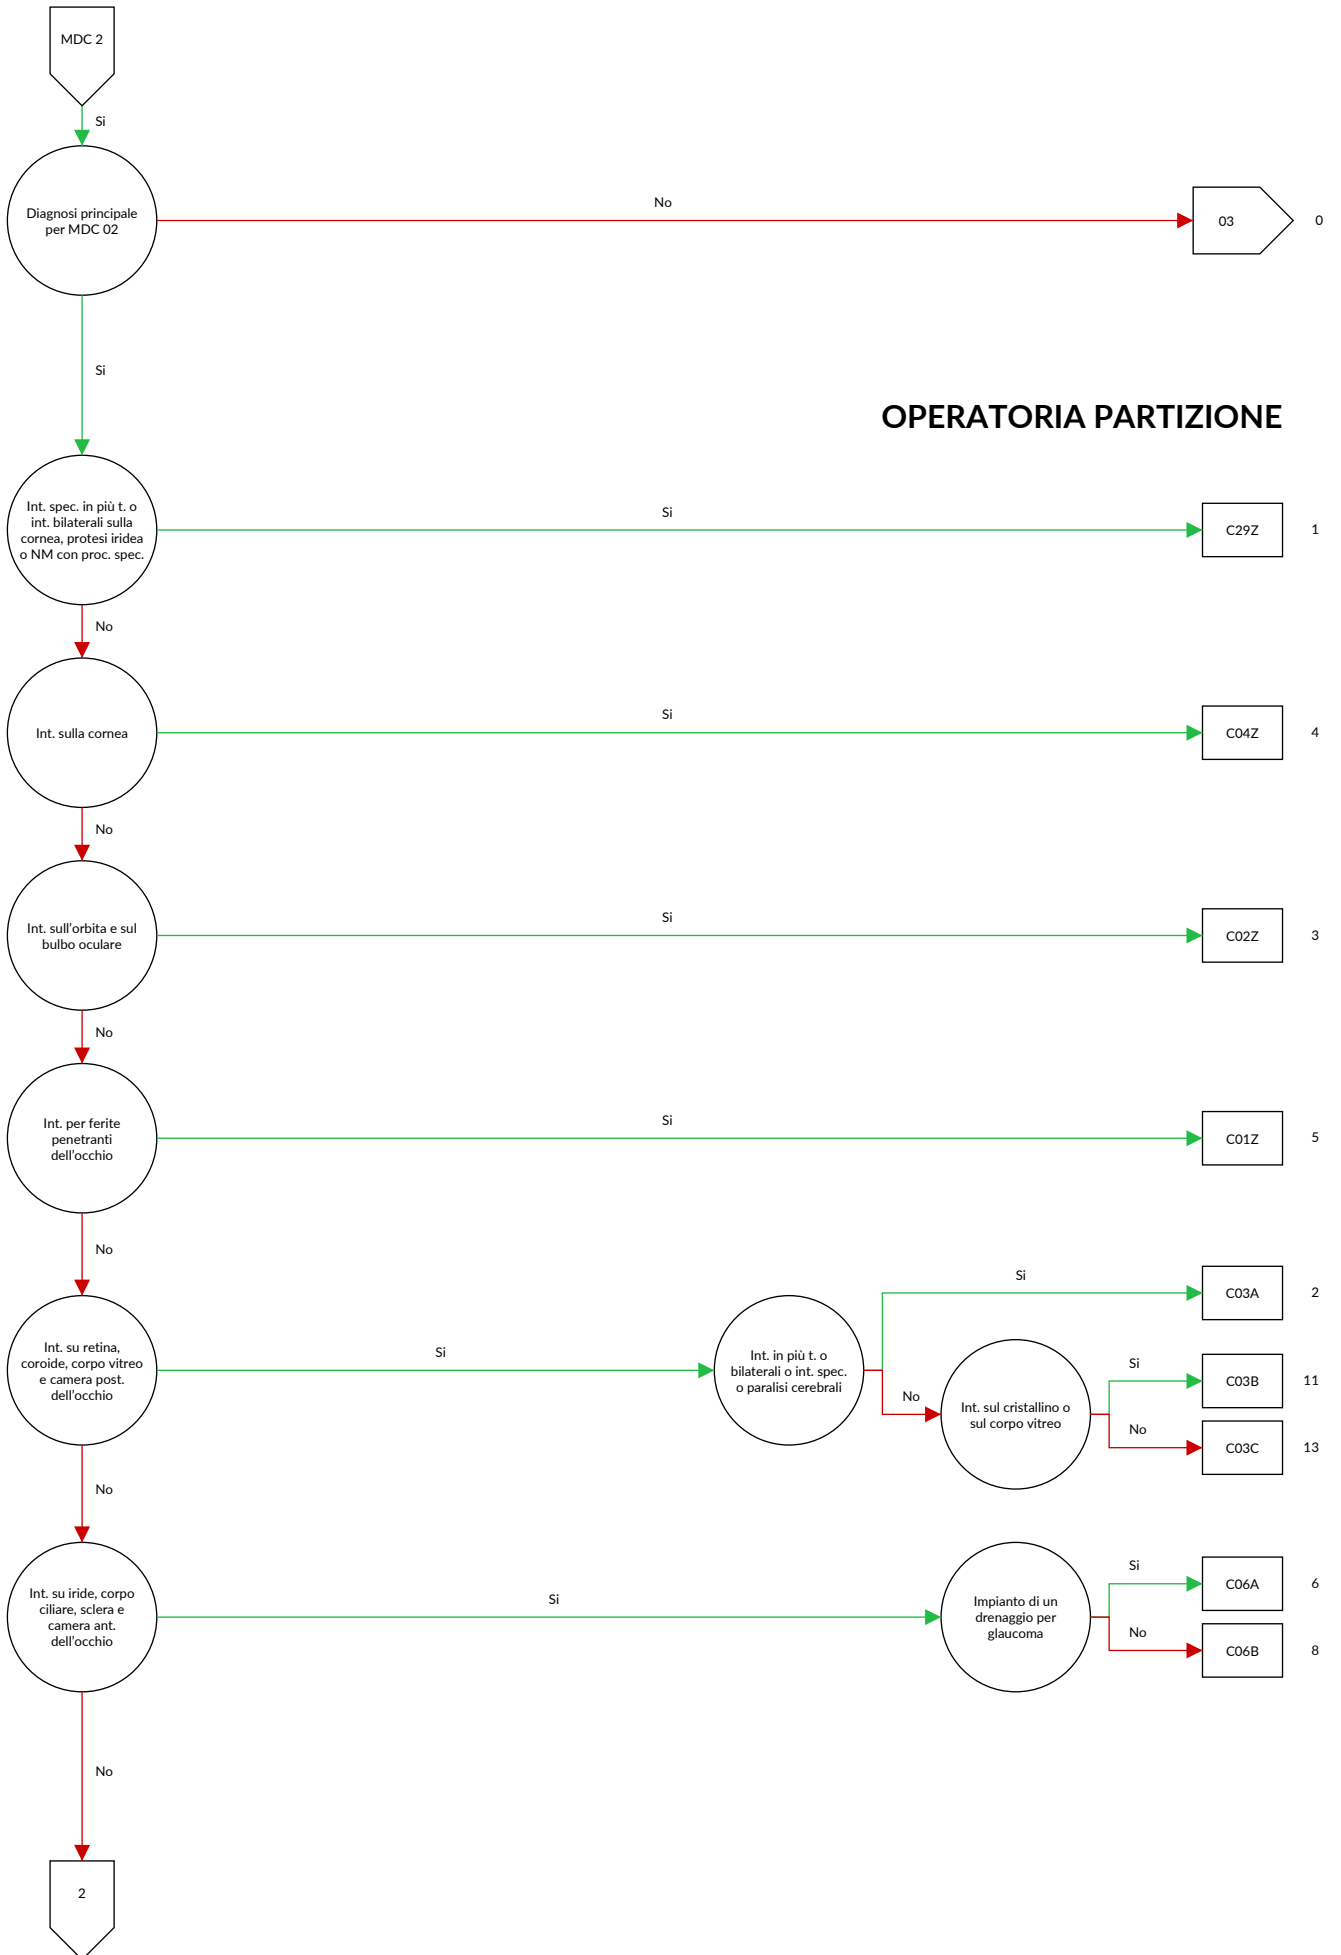 MDC 2
Si
Diagnosi principale
per MDC 02
No
03
0
Si
OPERATORIA PARTIZIONE
Int. spec. in più t. o
int. bilaterali sulla
cornea, protesi iridea
o NM con proc. spec.
Si
C29Z
1
No
Int. sulla cornea
Si
C04Z
4
No
Int. sull'orbita e sul
bulbo oculare
Si
C02Z
3
No
Int. per ferite
penetranti
dell'occhio
Si
C01Z
5
No
Int. su retina,
coroide, corpo vitreo
e camera post.
dell'occhio
Si
Int. in più t. o
bilaterali o int. spec.
o paralisi cerebrali
Si
C03A
2
No
Int. sul cristallino o
sul corpo vitreo
Si
C03B
11
No
C03C
13
No
Int. su iride, corpo
ciliare, sclera e
camera ant.
dell'occhio
Si
Impianto di un
drenaggio per
glaucoma
Si
C06A
6
No
C06B
8
No
2